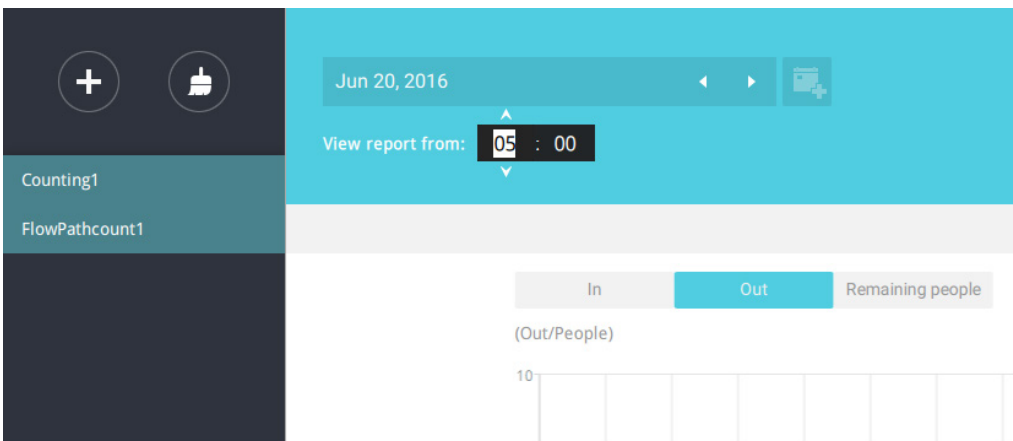 Jun 20, 2016
View report from: 05 : 00
Counting1
FlowPathcount1
In Out Remaining people
(Out/People)
10